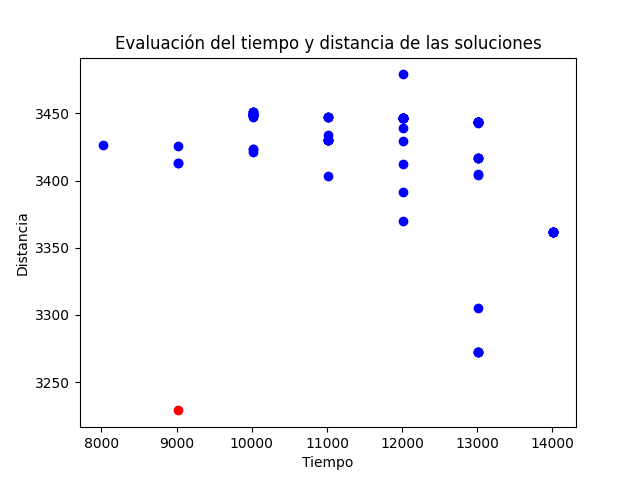 Evaluación del tiempo y distancia de las soluciones
Distancia
3450
3400
3350
3300
3250
8000 9000 10000 11000 12000 13000 14000
Tiempo